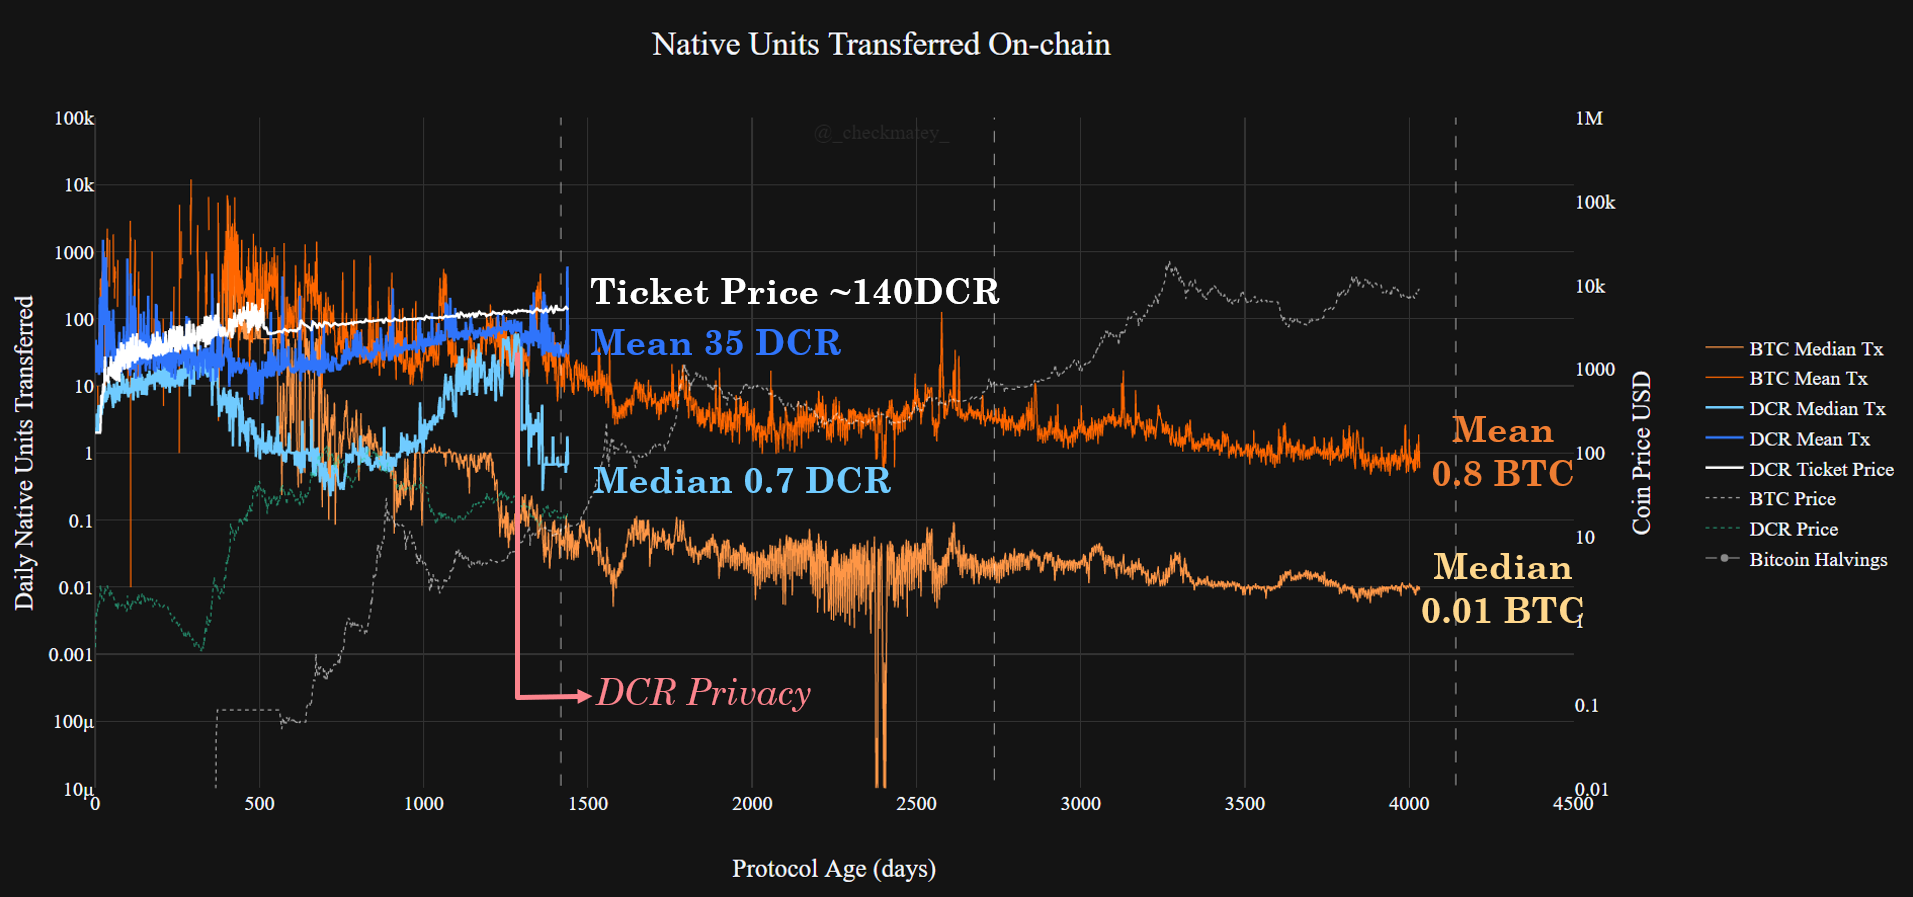 Native Units Transferred On-chain
@_checkmatey_
Daily Native Units Transferred
100k
10k
1000
100
10
1
0.1
0.01
0.001
100μ
10μ
0
500
1000
1500
2000
2500
3000
3500
4000
4500
Protocol Age (days)
1M
100k
10k
1000
100
10
1
0.1
0.01
Coin Price USD
Ticket Price ~140DCR
Mean 35 DCR
Median 0.7 DCR
DCR Privacy
Mean
0.8 BTC
Median
0.01 BTC
BTC Median Tx
BTC Mean Tx
DCR Median Tx
DCR Mean Tx
DCR Ticket Price
BTC Price
DCR Price
Bitcoin Halvings